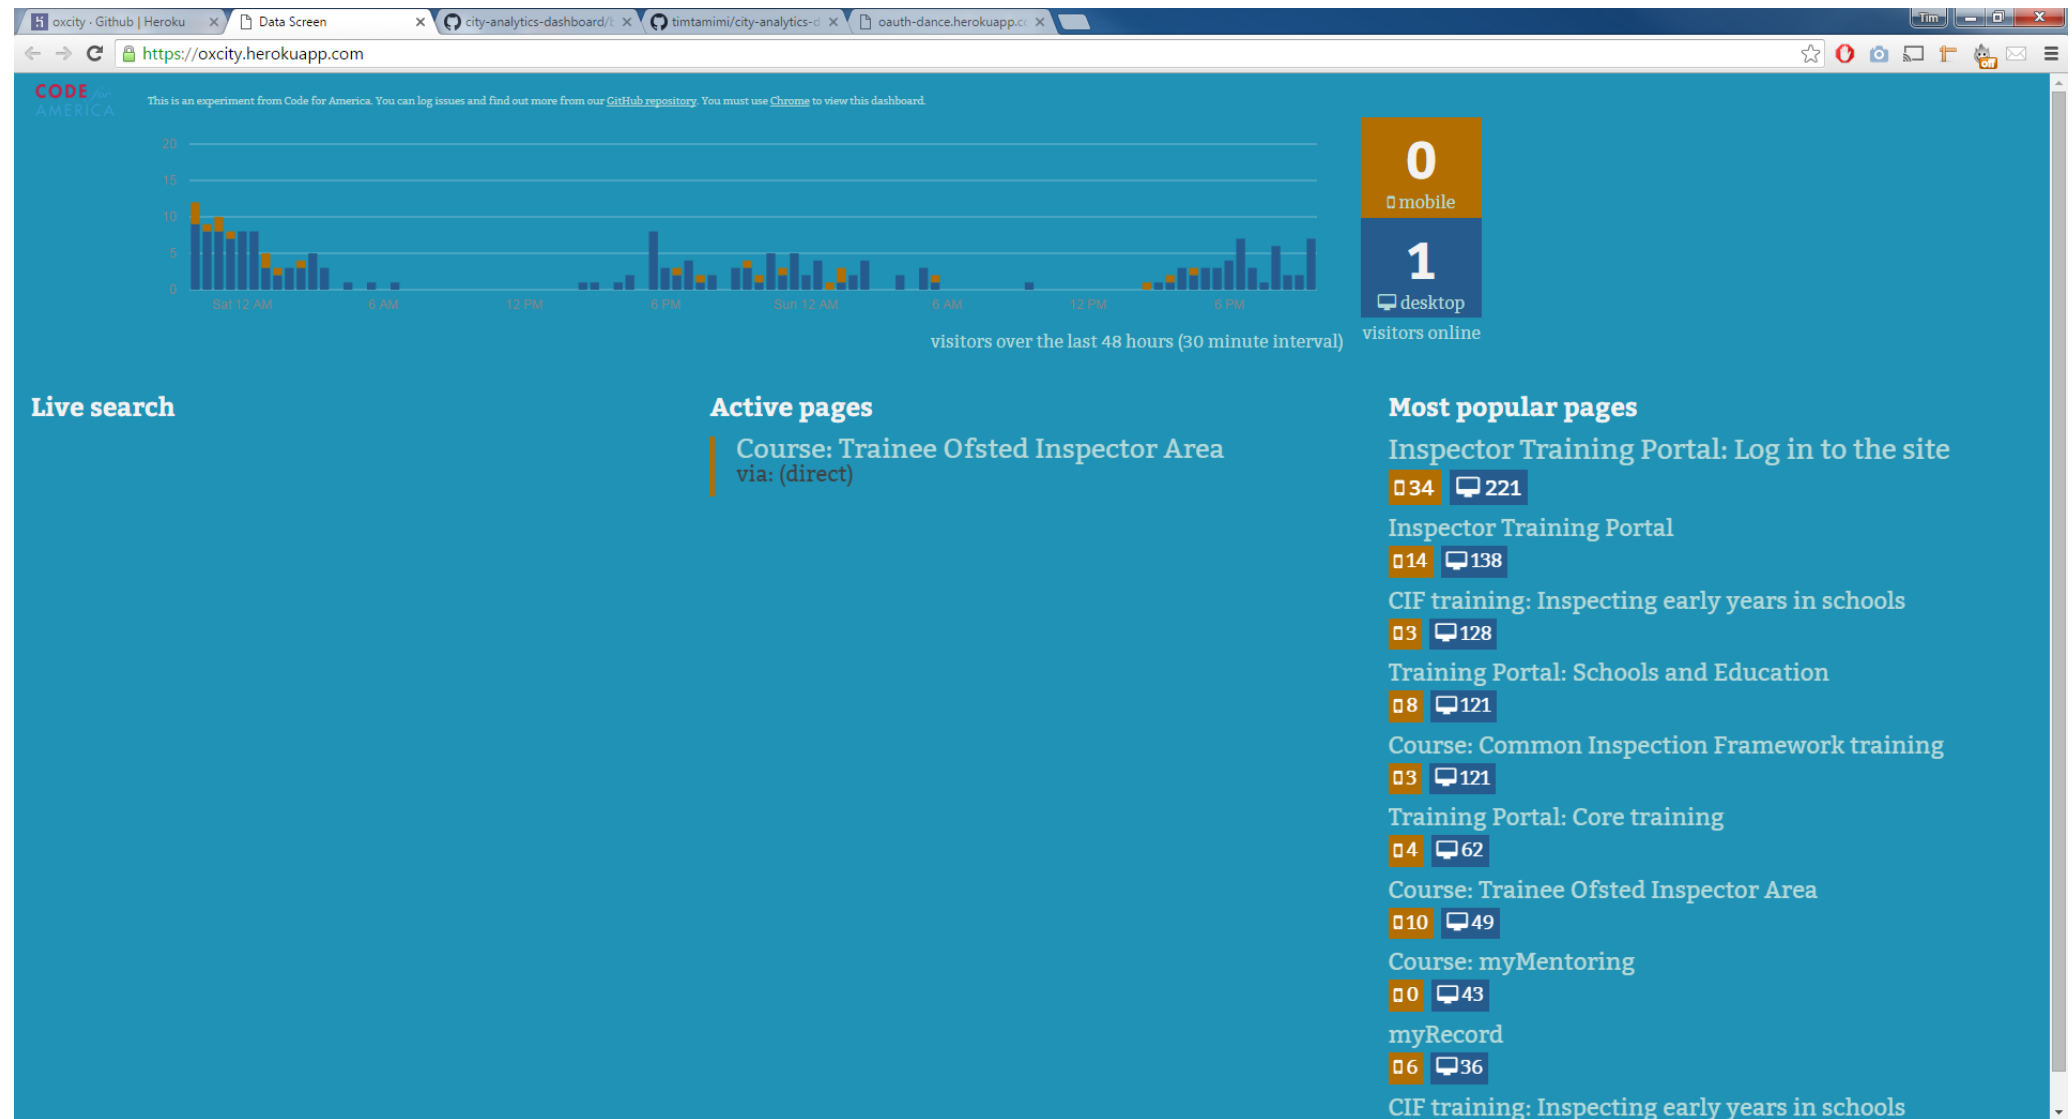 oxcity · Github | Heroku
Data Screen
city-analytics-dashboard/
timtamimi/city-analytics-d
oauth-dance.herokuapp.c
Tim
https://oxcity.herokuapp.com
off
CODE for
AMERICA
This is an experiment from Code for America. You can log issues and find out more from our GitHub repository. You must use Chrome to view this dashboard.
20
15
10
5
0
Sat 12 AM
6 AM
12 PM
6 PM
Sun 12 AM
6 AM
12 PM
6 PM
visitors over the last 48 hours (30 minute interval)
0
mobile
1
desktop
visitors online
Live search
Active pages
Course: Trainee Ofsted Inspector Area
via: (direct)
Most popular pages
Inspector Training Portal: Log in to the site
34 221
Inspector Training Portal
14 138
CIF training: Inspecting early years in schools
3 128
Training Portal: Schools and Education
8 121
Course: Common Inspection Framework training
3 121
Training Portal: Core training
4 62
Course: Trainee Ofsted Inspector Area
10 49
Course: myMentoring
0 43
myRecord
6 36
CIF training: Inspecting early years in schools